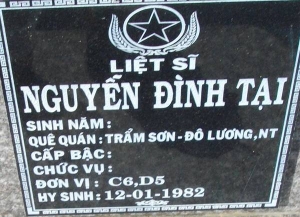 LIỆT SĨ
NGUYỄN ĐÌNH TẠI
SINH NĂM :
QUÊ QUÁN : TRẨM SƠN - ĐÔ LƯƠNG, NT
CẤP BẬC :
CHỨC VỤ :
ĐƠN VỊ : C6, D5
HY SINH : 12-01-1982